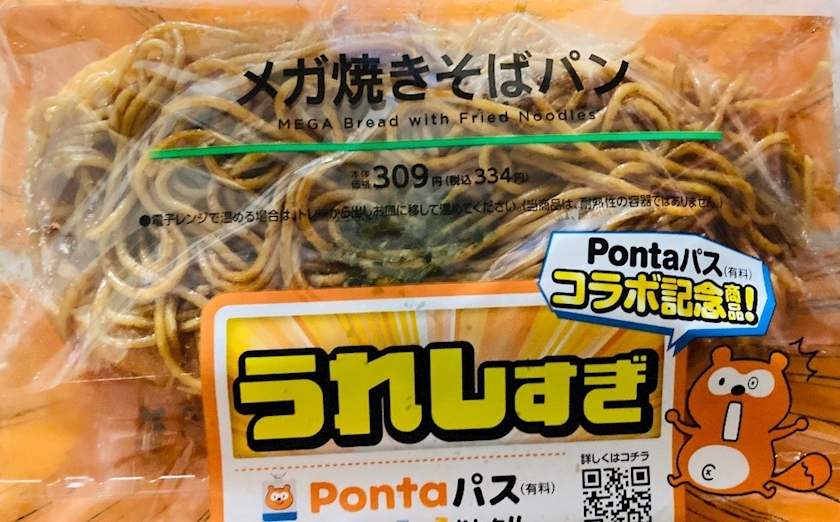 メガ焼きそばパン
MEGA Bread with Fried Noodles
本体価格309円(税込334円)
●電子レンジで温める場合は、トレーから出しお皿に移して温めてください。(当商品は、耐熱性の容器ではありません。)
Pontaパス(有料)
コラボ記念商品!
うれしすぎ
詳しくはコチラ
Pontaパス(有料)